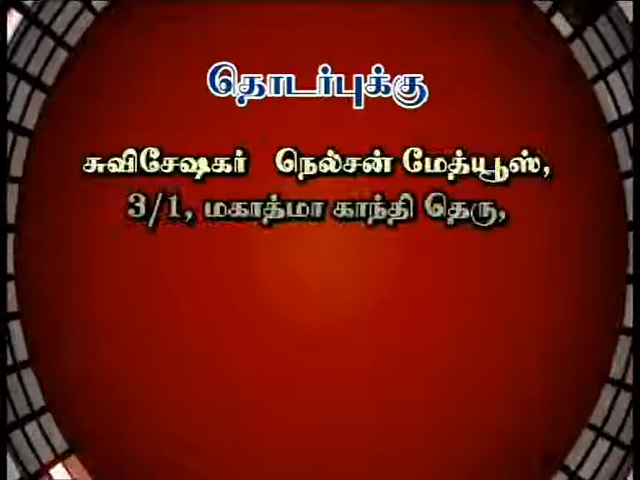 தொடர்புக்கு
சுவிசேஷகர் நெல்சன் மேத்யூஸ்,
3/1, மகாத்மா காந்தி தெரு,